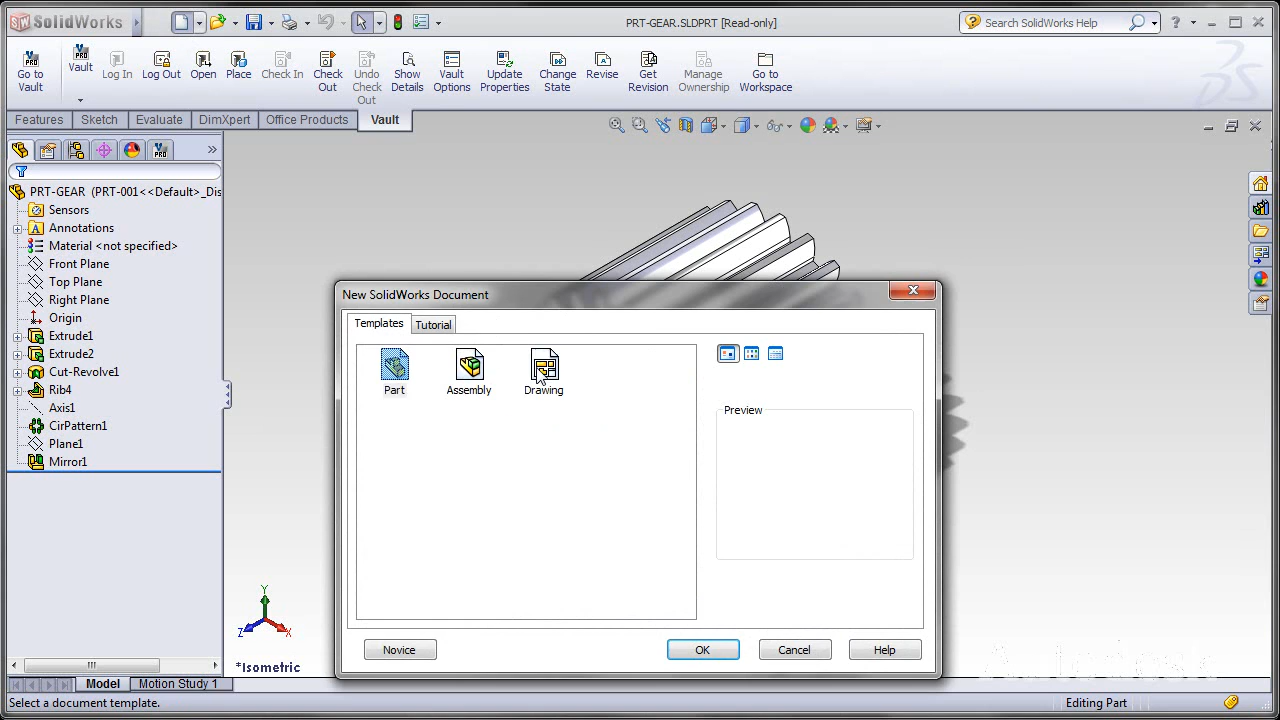 SolidWorks
PRT-GEAR.SLDPRT [Read-only]
Search SolidWorks Help
Go to Vault
Vault
Log In
Log Out
Open
Place
Check In
Check Out
Undo Check Out
Show Details
Vault Options
Update Properties
Change State
Revise
Get Revision
Manage Ownership
Go to Workspace
Features
Sketch
Evaluate
DimXpert
Office Products
Vault
PRT-GEAR (PRT-001<<Default>_Dis
Sensors
Annotations
Material <not specified>
Front Plane
Top Plane
Right Plane
Origin
Extrude1
Extrude2
Cut-Revolve1
Rib4
Axis1
CirPattern1
Plane1
Mirror1
New SolidWorks Document
Templates
Tutorial
Part
Assembly
Drawing
Preview
Novice
OK
Cancel
Help
Y
Z
X
*Isometric
Autodesk
Model
Motion Study 1
Select a document template.
Editing Part